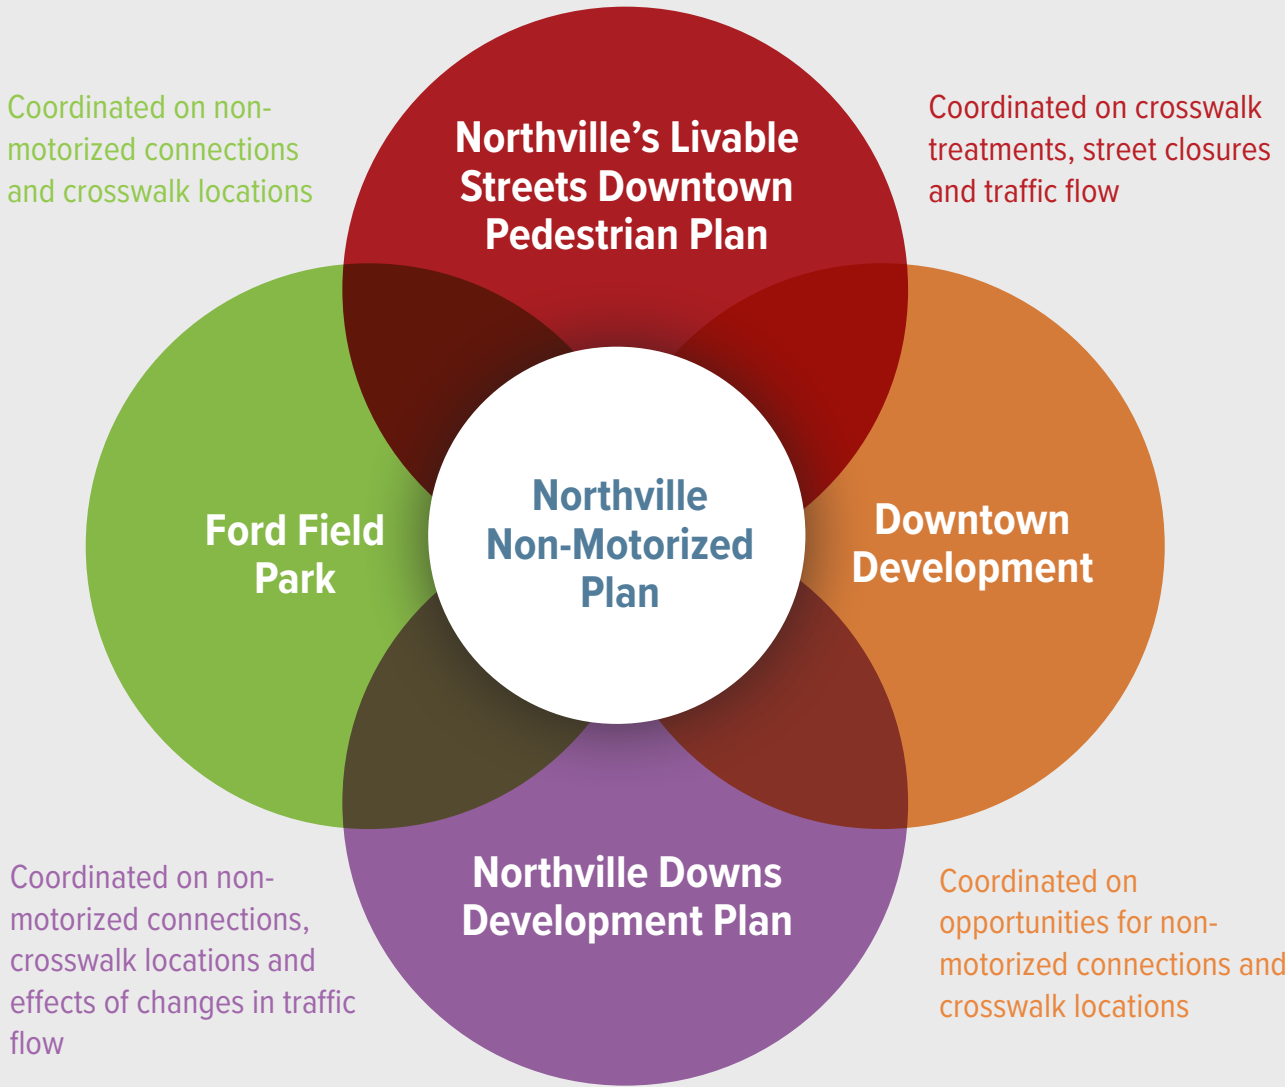 Coordinated on non-
motorized connections
and crosswalk locations
Northville’s Livable
Streets Downtown
Pedestrian Plan
Coordinated on crosswalk
treatments, street closures
and traffic flow
Ford Field
Park
Northville
Non-Motorized
Plan
Downtown
Development
Northville Downs
Development Plan
Coordinated on non-
motorized connections,
crosswalk locations and
effects of changes in traffic
flow
Coordinated on
opportunities for non-
motorized connections and
crosswalk locations